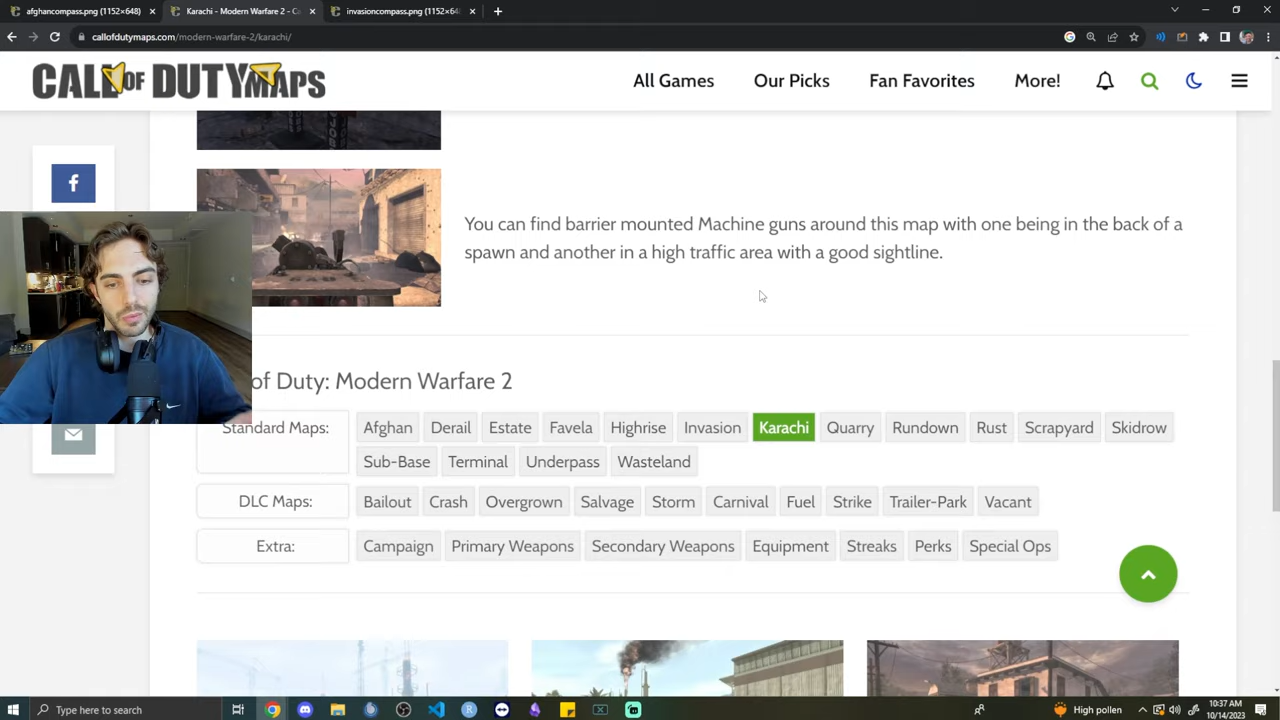 afghancompass.png (1152×648)
Karachi - Modern Warfare 2 - Ca
invasioncompass.png (1152×648)
callofdutymaps.com/modern-warfare-2/karachi/
CALL OF DUTY MAPS
All Games
Our Picks
Fan Favorites
More!
You can find barrier mounted Machine guns around this map with one being in the back of a
spawn and another in a high traffic area with a good sightline.
of Duty: Modern Warfare 2
Standard Maps: Afghan Derail Estate Favela Highrise Invasion Karachi Quarry Rundown Rust Scrapyard Skidrow
Sub-Base Terminal Underpass Wasteland
DLC Maps: Bailout Crash Overgrown Salvage Storm Carnival Fuel Strike Trailer-Park Vacant
Extra: Campaign Primary Weapons Secondary Weapons Equipment Streaks Perks Special Ops
Type here to search
High pollen
10:37 AM
10/14/2023